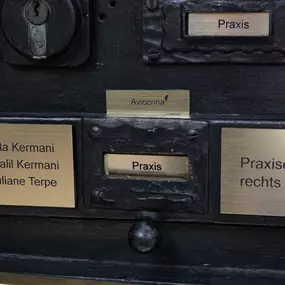 Praxis
Avicenna
ta Kermani
alil Kermani
uliane Terpe
Praxis
Praxise
rechts